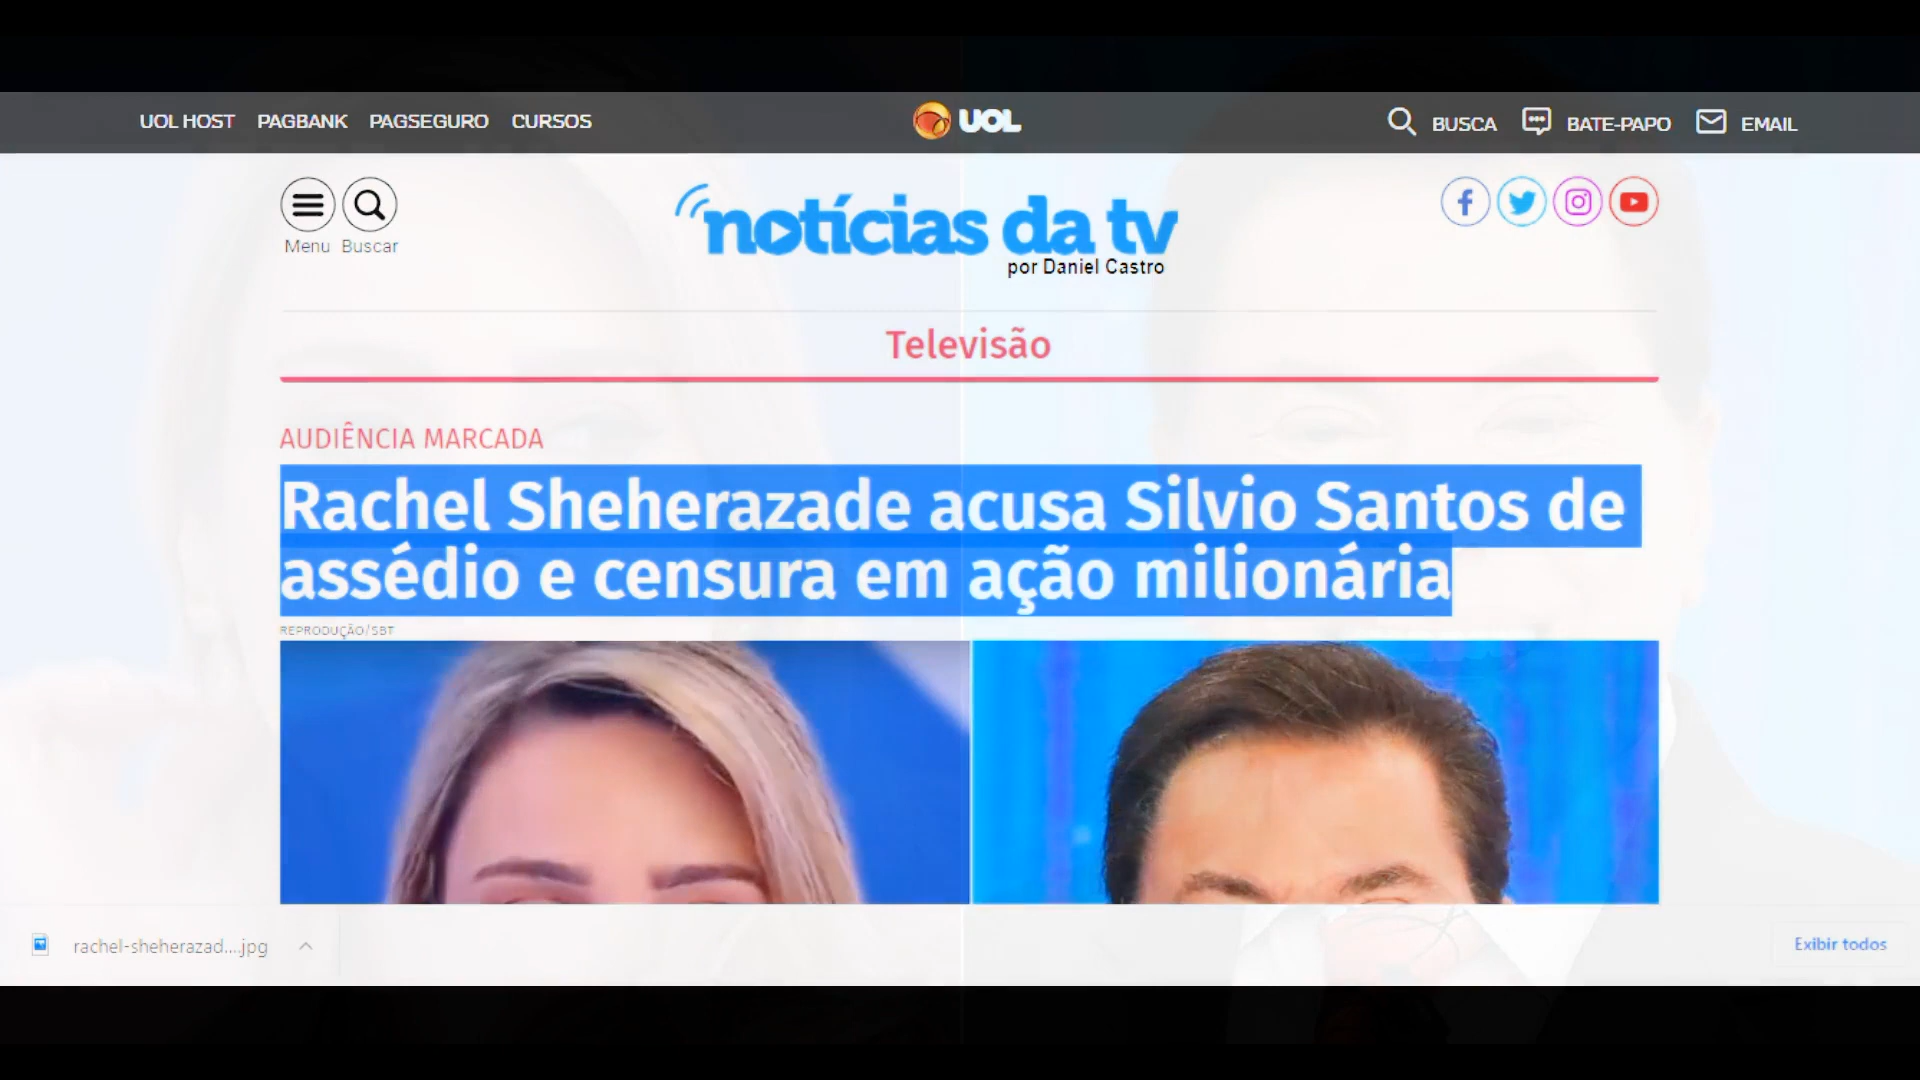 UOL HOST PAGBANK PAGSEGURO CURSOS UOL BUSCA BATE-PAPO EMAIL
Menu Buscar
notícias da tv
por Daniel Castro
Televisão
AUDIÊNCIA MARCADA
Rachel Sheherazade acusa Silvio Santos de
assédio e censura em ação milionária
REPRODUÇÃO/SBT
rachel-sheherazad....jpg
Exibir todos